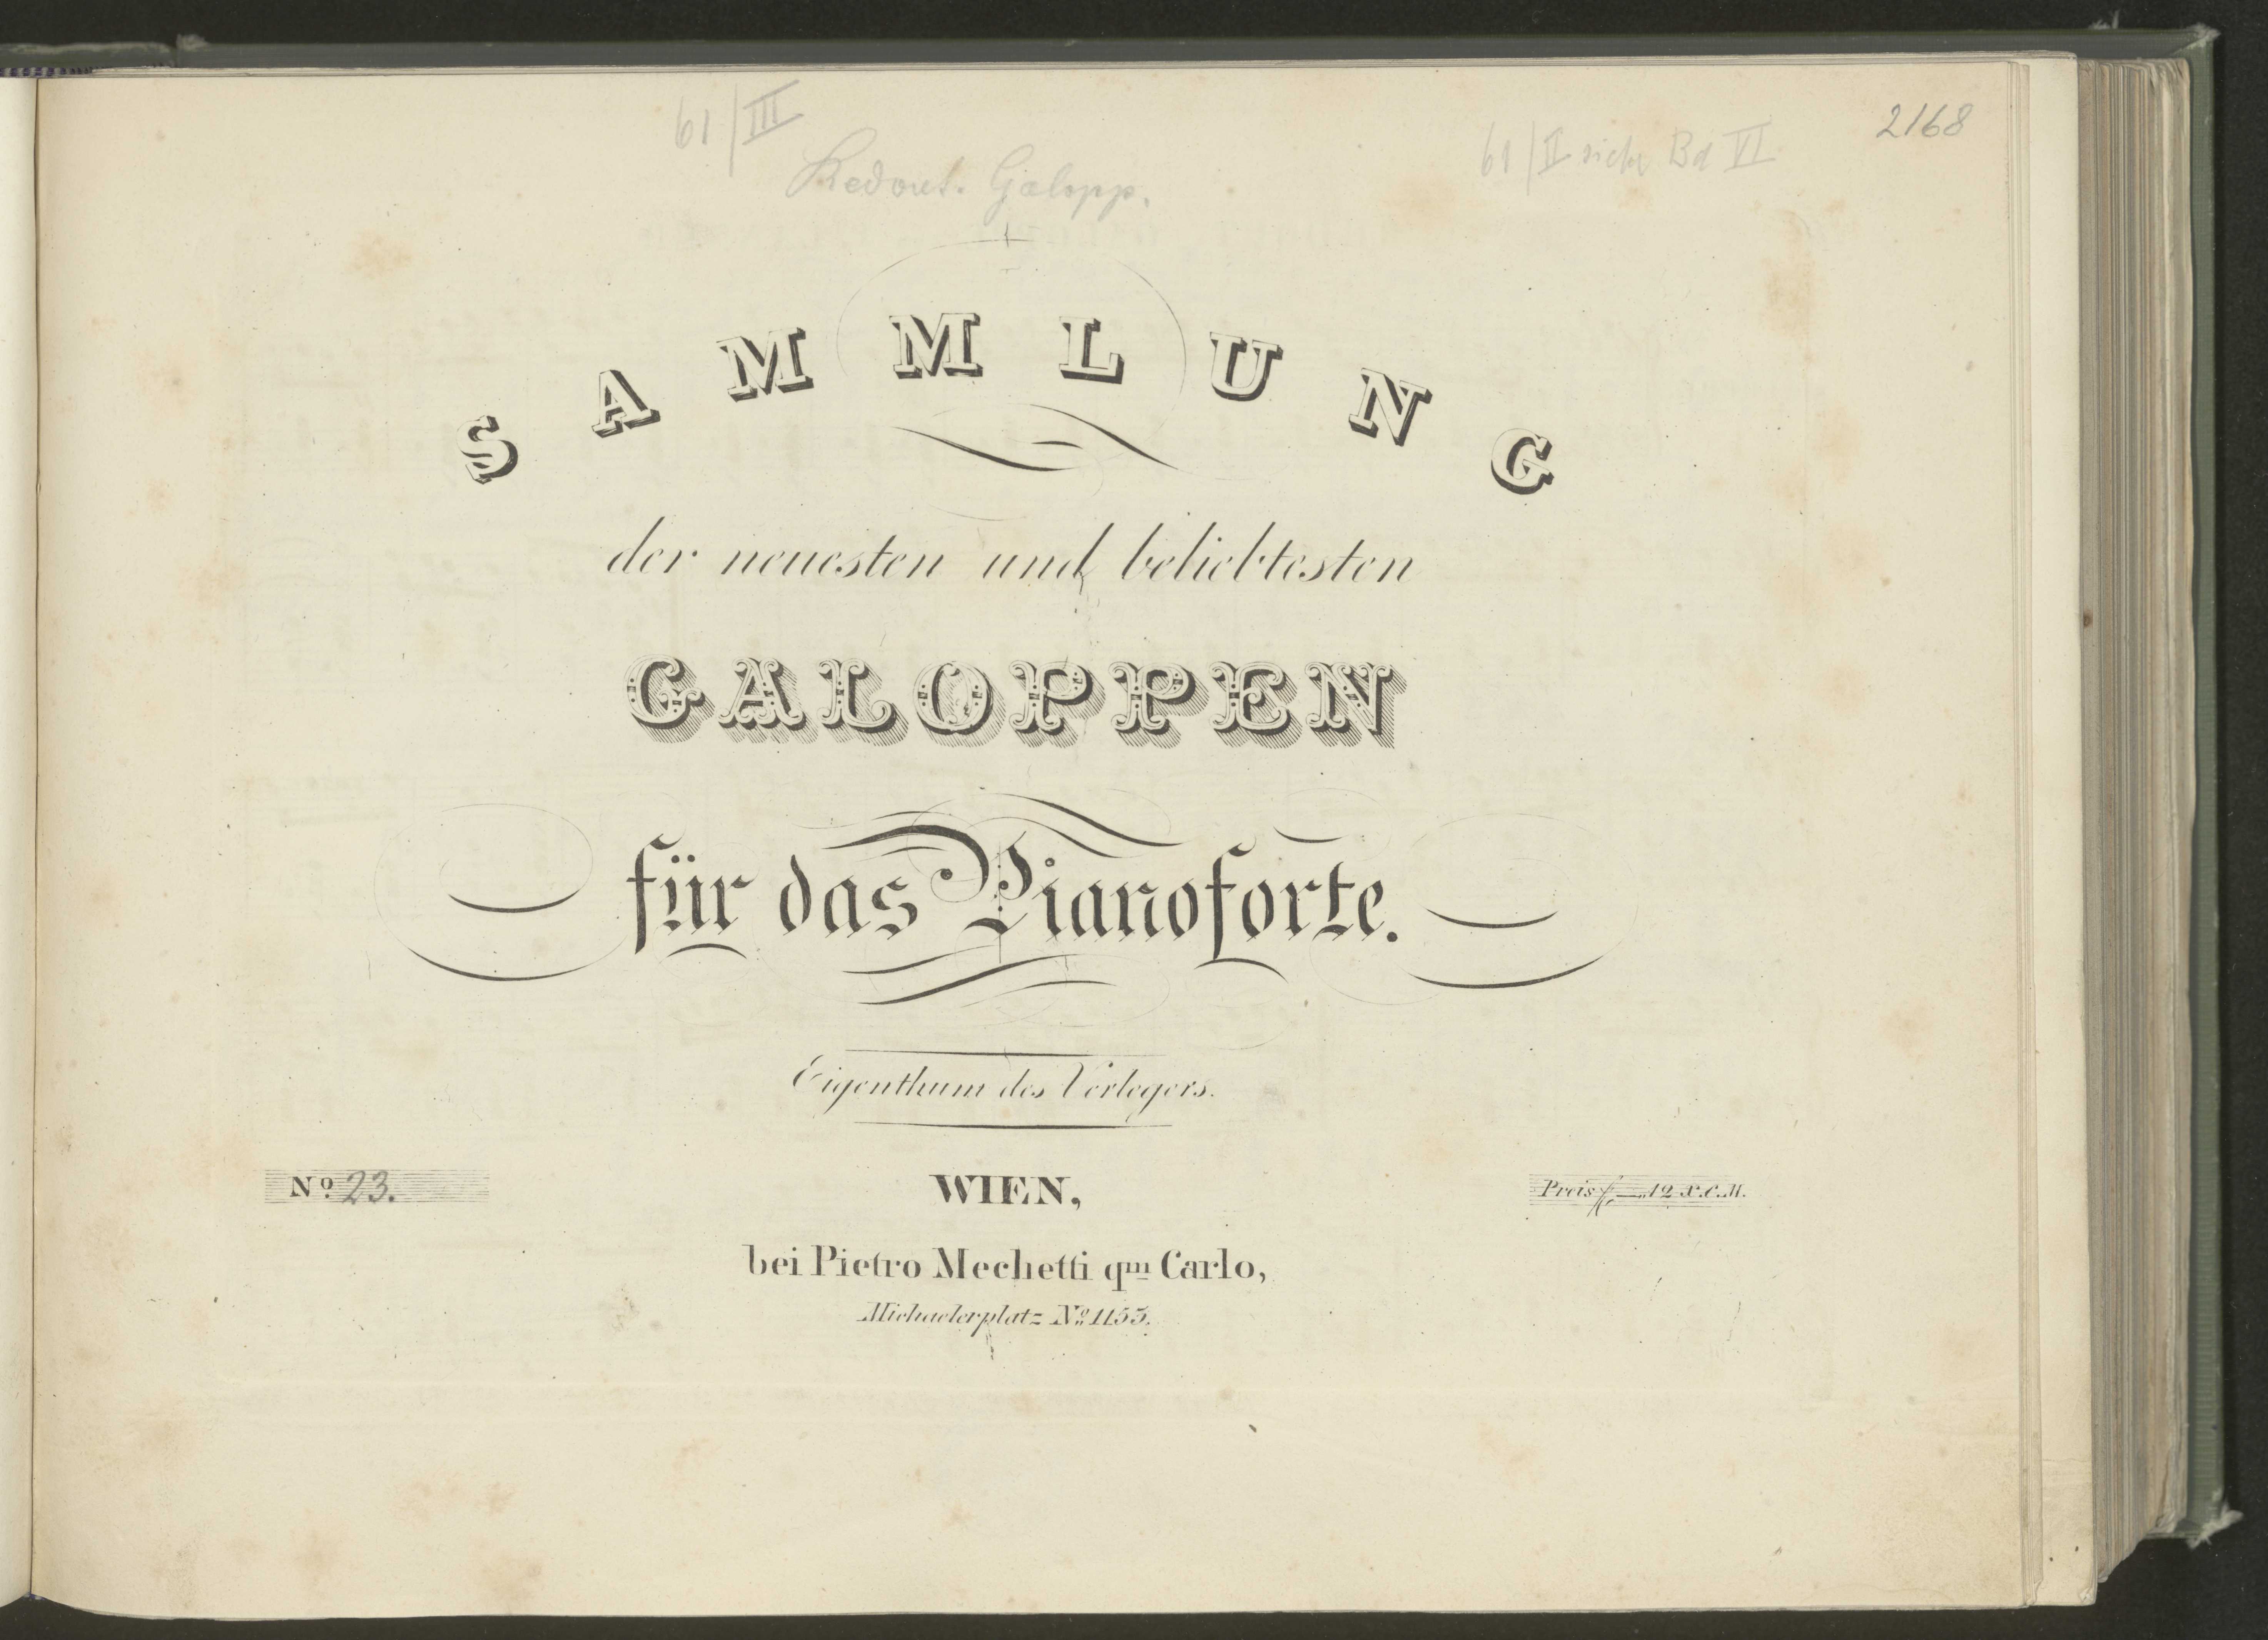 61/III
61/II siehe Bd VI
2168
Redout. Galopp.
SAMMLUNG
der neuesten und beliebtesten
GALOPPEN
für das Pianoforte.
Eigenthum des Verlegers.
No. 23.
WIEN,
Preis f_,, 12 x.C.M.
bei Pietro Mechetti qm Carlo,
Michaelerplatz No. 1153.